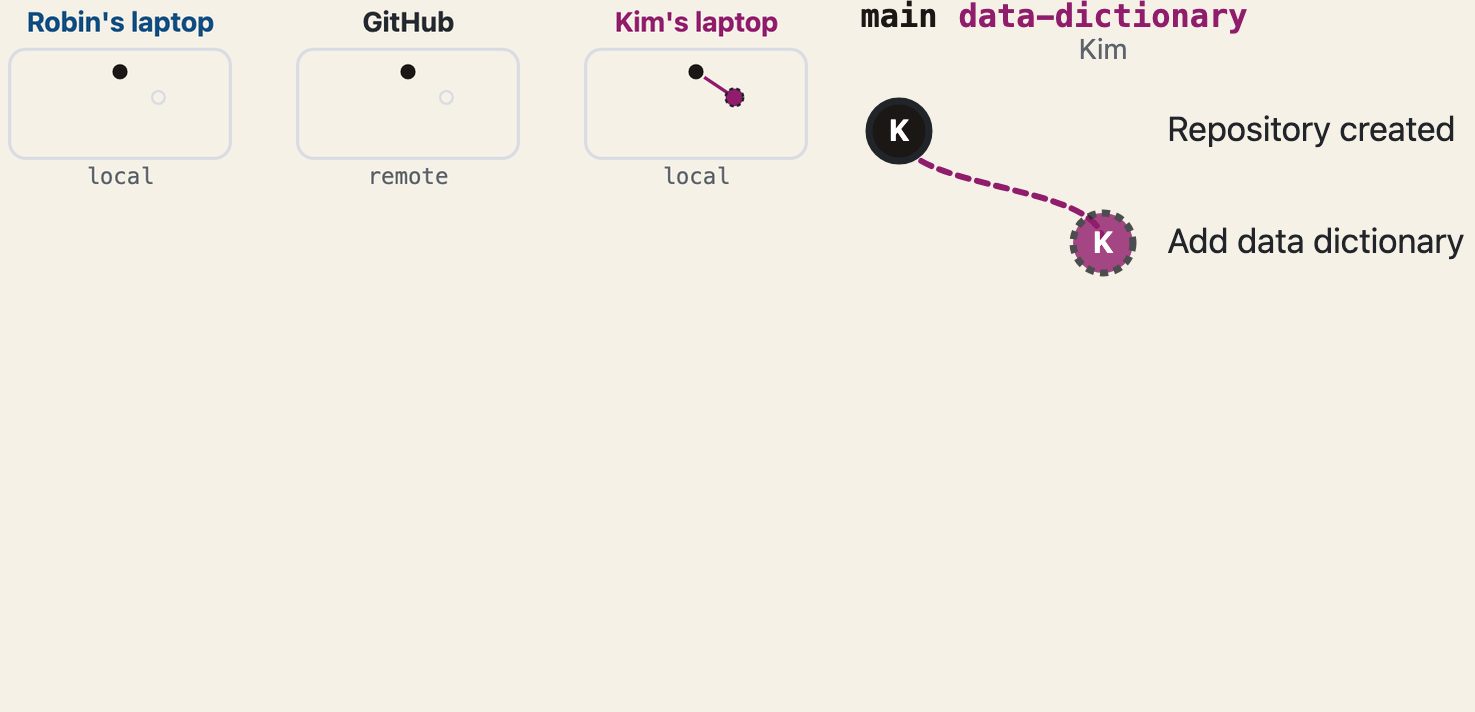 Robin's laptop
GitHub
Kim's laptop
local
remote
local
main data-dictionary
Kim
K
Repository created
K
Add data dictionary